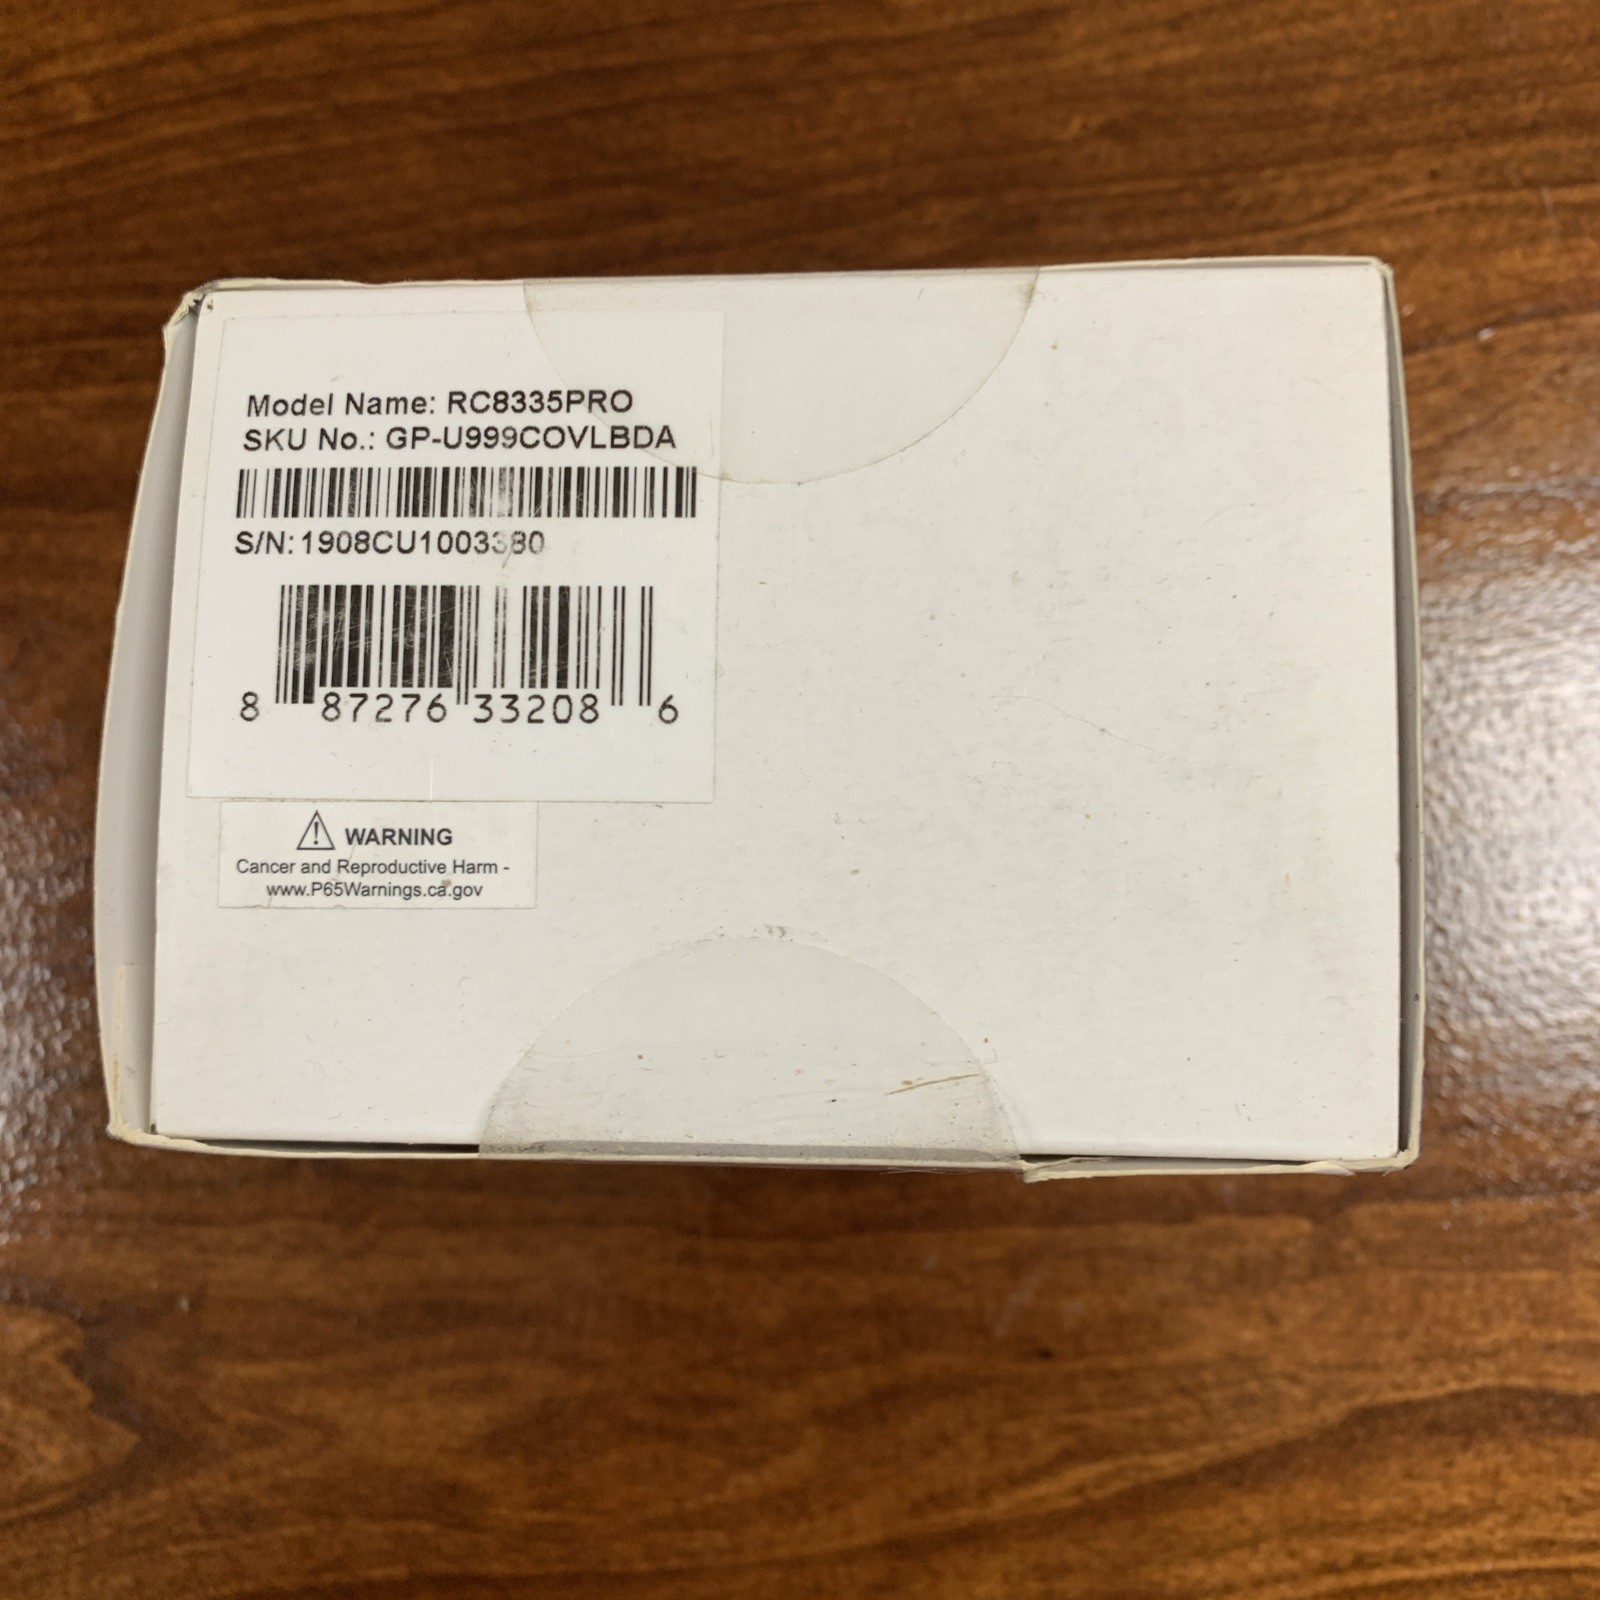 Model Name: RC8335PRO
SKU No.: GP-U999COVLBDA
S/N: 1908CU1003380
8 87276 33208 6
WARNING
Cancer and Reproductive Harm -
www.P65Warnings.ca.gov